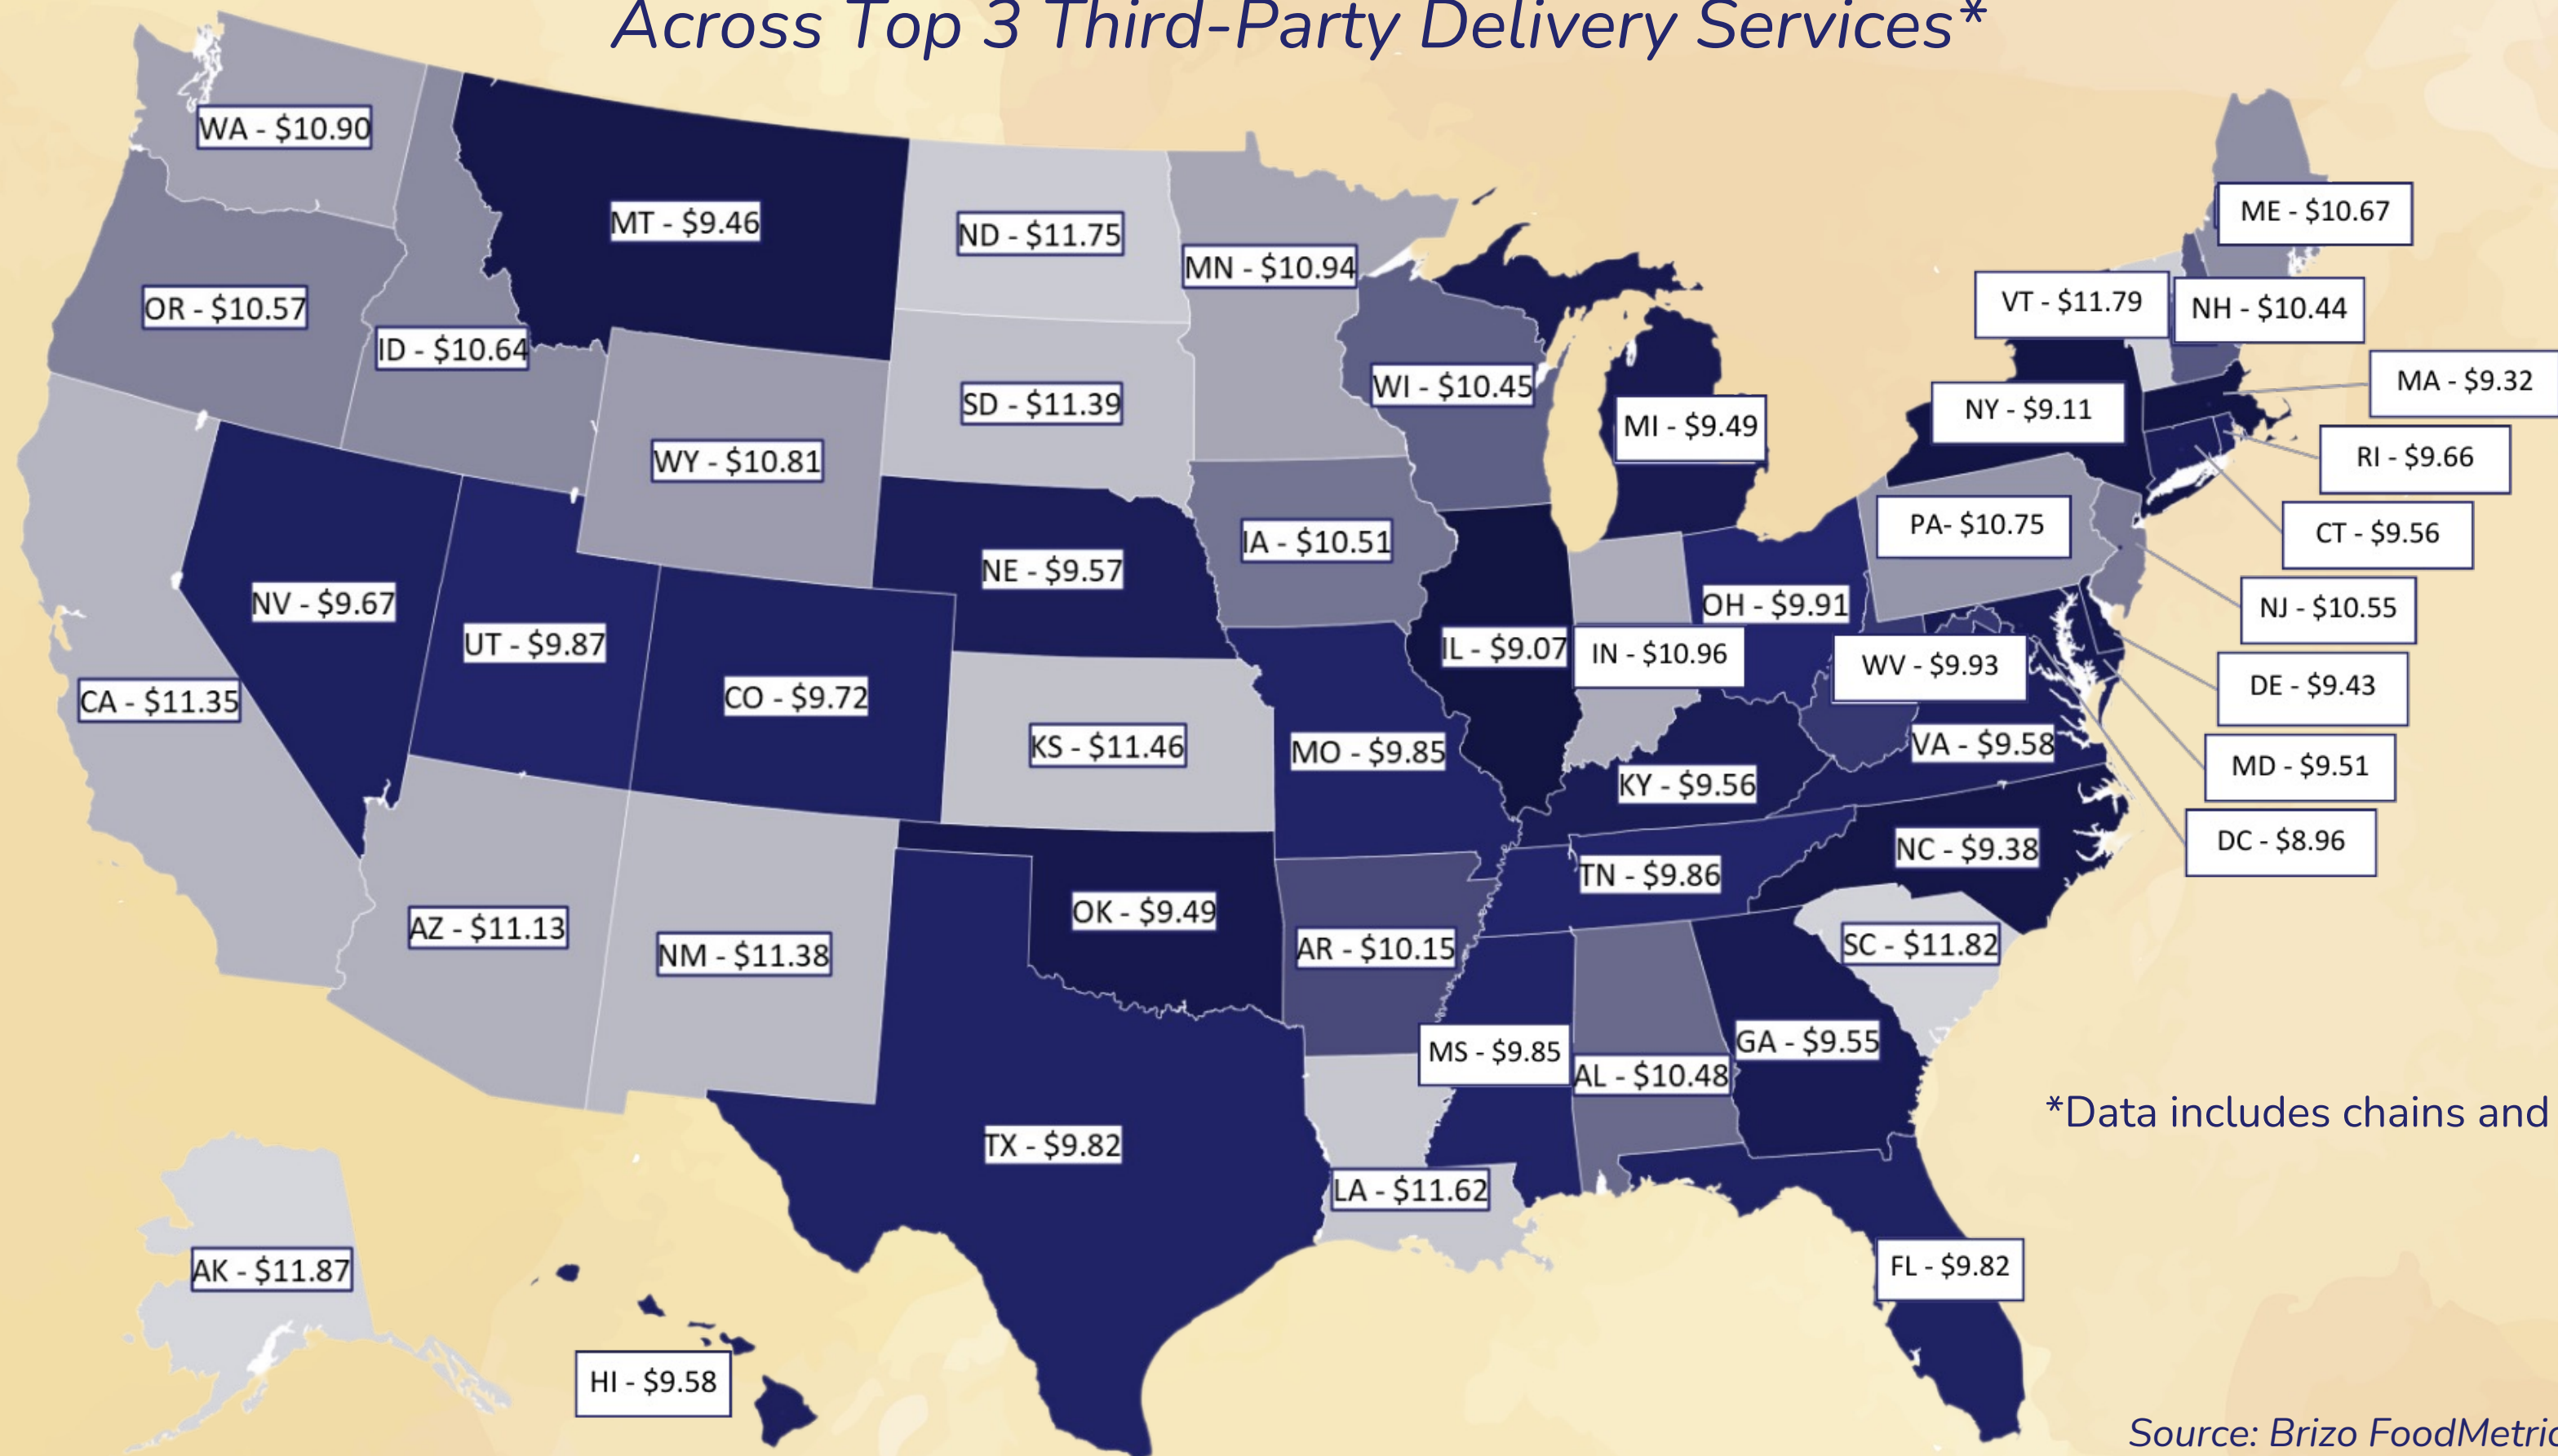 Across Top 3 Third-Party Delivery Services*
WA - $10.90
MT - $9.46
ND - $11.75
MN - $10.94
ME - $10.67
OR - $10.57
ID - $10.64
VT - $11.79
NH - $10.44
SD - $11.39
WI - $10.45
MI - $9.49
NY - $9.11
MA - $9.32
WY - $10.81
RI - $9.66
IA - $10.51
PA- $10.75
CT - $9.56
NE - $9.57
NV - $9.67
UT - $9.87
OH - $9.91
NJ - $10.55
IL - $9.07
IN - $10.96
WV - $9.93
DE - $9.43
CA - $11.35
CO - $9.72
KS - $11.46
MO - $9.85
KY - $9.56
VA - $9.58
MD - $9.51
DC - $8.96
NC - $9.38
TN - $9.86
AZ - $11.13
NM - $11.38
OK - $9.49
AR - $10.15
SC - $11.82
MS - $9.85
AL - $10.48
GA - $9.55
*Data includes chains and
TX - $9.82
LA - $11.62
AK - $11.87
FL - $9.82
HI - $9.58
Source: Brizo